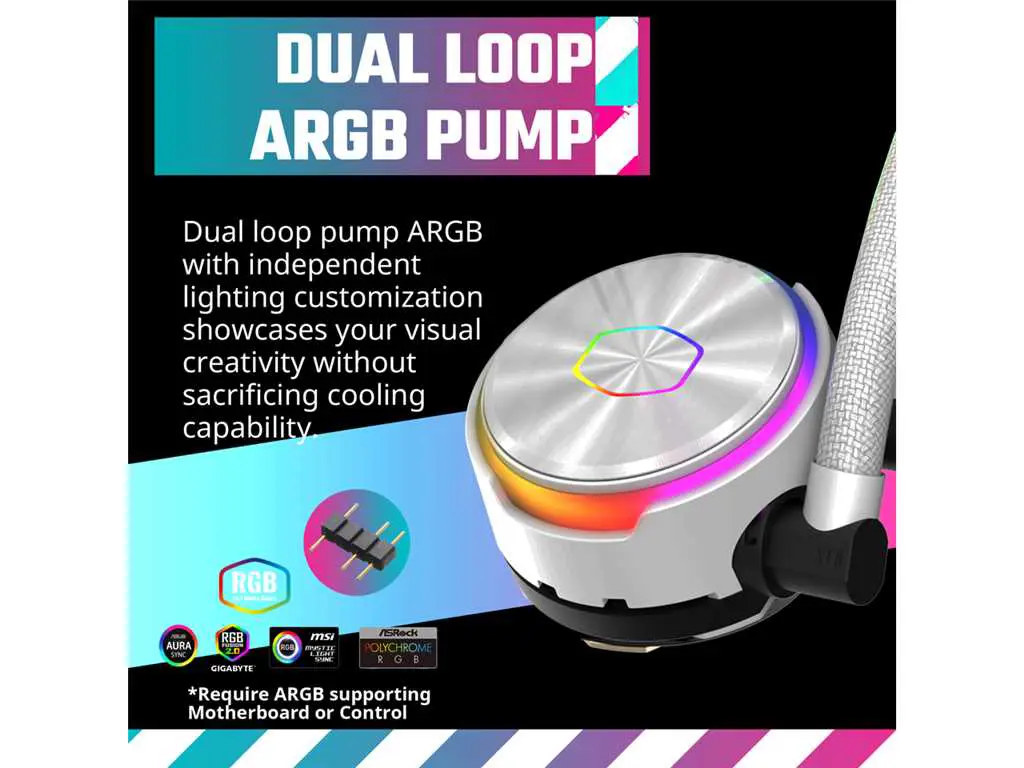 DUAL LOOP
ARGB PUMP
Dual loop pump ARGB
with independent
lighting customization
showcases your visual
creativity without
sacrificing cooling
capability.
RGB
ASUS
AURA
SYNC
RGB
FUSION
2.0
GIGABYTE
RGB
msi
MYSTIC
LIGHT
SYNC
ASRock
POLYCHROME
RGB
*Require ARGB supporting
Motherboard or Control